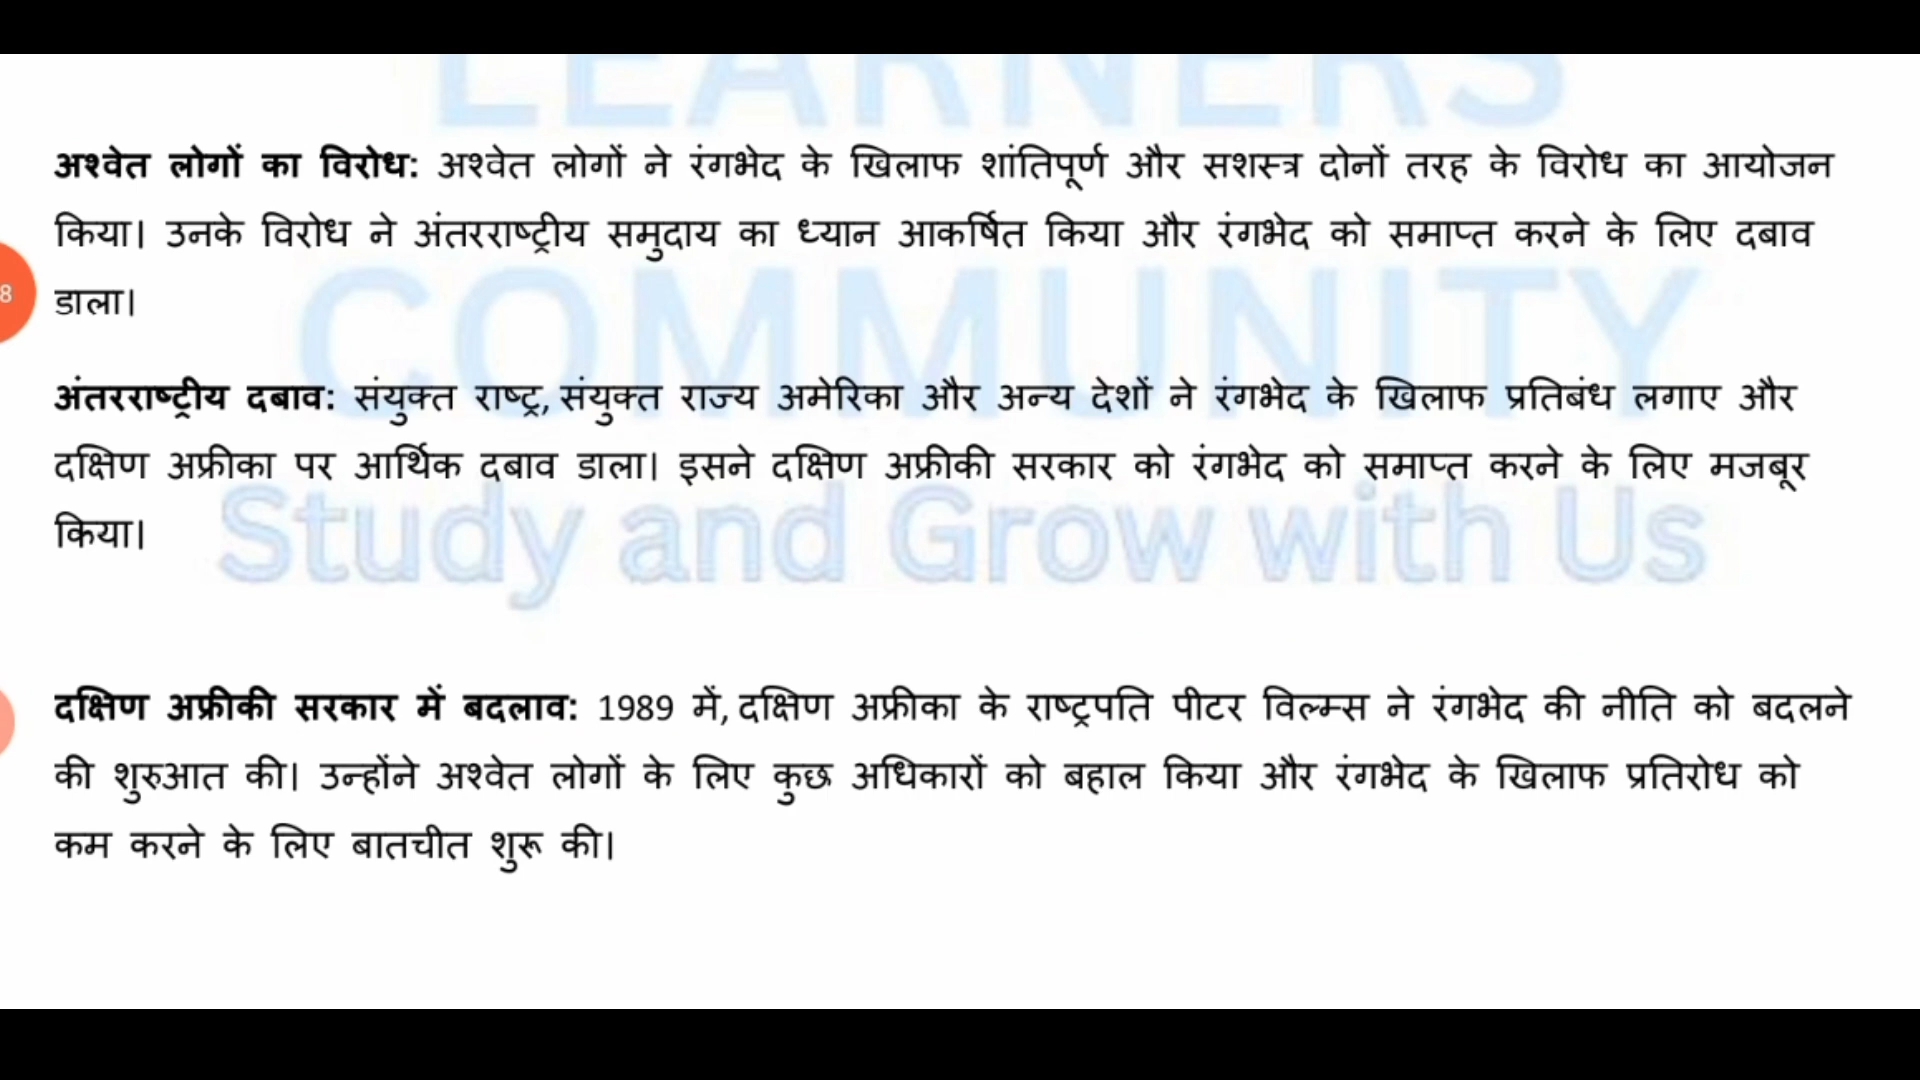 LEARNERS
अश्वेत लोगों का विरोध: अश्वेत लोगों ने रंगभेद के खिलाफ शांतिपूर्ण और सशस्त्र दोनों तरह के विरोध का आयोजन
किया। उनके विरोध ने अंतरराष्ट्रीय समुदाय का ध्यान आकर्षित किया और रंगभेद को समाप्त करने के लिए दबाव
8
डाला।
COMMUNITY
अंतरराष्ट्रीय दबाव: संयुक्त राष्ट्र, संयुक्त राज्य अमेरिका और अन्य देशों ने रंगभेद के खिलाफ प्रतिबंध लगाए और
दक्षिण अफ्रीका पर आर्थिक दबाव डाला। इसने दक्षिण अफ्रीकी सरकार को रंगभेद को समाप्त करने के लिए मजबूर
किया।
Study and Grow with Us
दक्षिण अफ्रीकी सरकार में बदलाव: 1989 में, दक्षिण अफ्रीका के राष्ट्रपति पीटर विल्म्स ने रंगभेद की नीति को बदलने
की शुरुआत की। उन्होंने अश्वेत लोगों के लिए कुछ अधिकारों को बहाल किया और रंगभेद के खिलाफ प्रतिरोध को
कम करने के लिए बातचीत शुरू की।